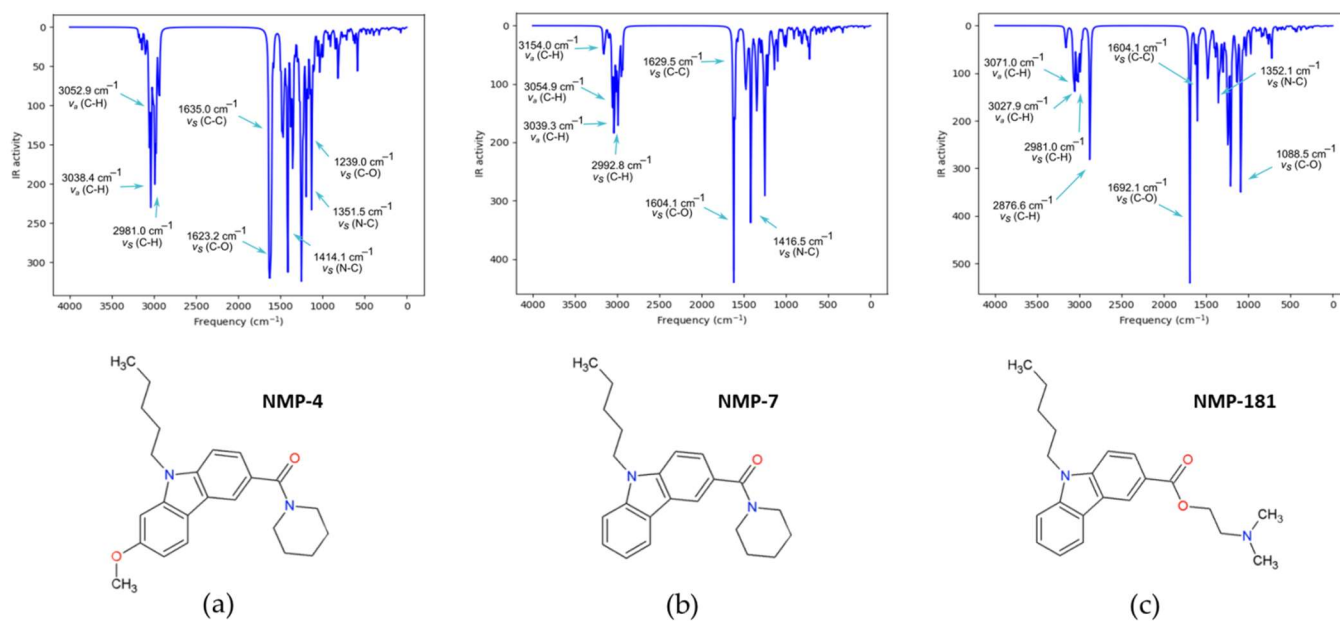 0
50
100
150
200
250
300
IR activity
4000 3500 3000 2500 2000 1500 1000 500 0
Frequency (cm⁻¹)
3052.9 cm⁻¹
νₐ (C-H)
3038.4 cm⁻¹
νₐ (C-H)
2981.0 cm⁻¹
νS (C-H)
1635.0 cm⁻¹
νS (C-C)
1623.2 cm⁻¹
νS (C-O)
1239.0 cm⁻¹
νS (C-O)
1351.5 cm⁻¹
νS (N-C)
1414.1 cm⁻¹
νS (N-C)
0
100
200
300
400
IR activity
4000 3500 3000 2500 2000 1500 1000 500 0
Frequency (cm⁻¹)
3154.0 cm⁻¹
νₐ (C-H)
3054.9 cm⁻¹
νₐ (C-H)
3039.3 cm⁻¹
νₐ (C-H)
2992.8 cm⁻¹
νS (C-H)
1629.5 cm⁻¹
νS (C-C)
1604.1 cm⁻¹
νS (C-O)
1416.5 cm⁻¹
νS (N-C)
0
100
200
300
400
500
IR activity
4000 3500 3000 2500 2000 1500 1000 500 0
Frequency (cm⁻¹)
3071.0 cm⁻¹
νₐ (C-H)
3027.9 cm⁻¹
νₐ (C-H)
2981.0 cm⁻¹
νS (C-H)
2876.6 cm⁻¹
νS (C-H)
1604.1 cm⁻¹
νS (C-C)
1692.1 cm⁻¹
νS (C-O)
1352.1 cm⁻¹
νS (N-C)
1088.5 cm⁻¹
νS (C-O)
H₃C
NMP-4
N
O
N
O
CH₃
(a)
H₃C
NMP-7
N
O
N
(b)
H₃C
NMP-181
N
O
O
CH₃
N
CH₃
(c)